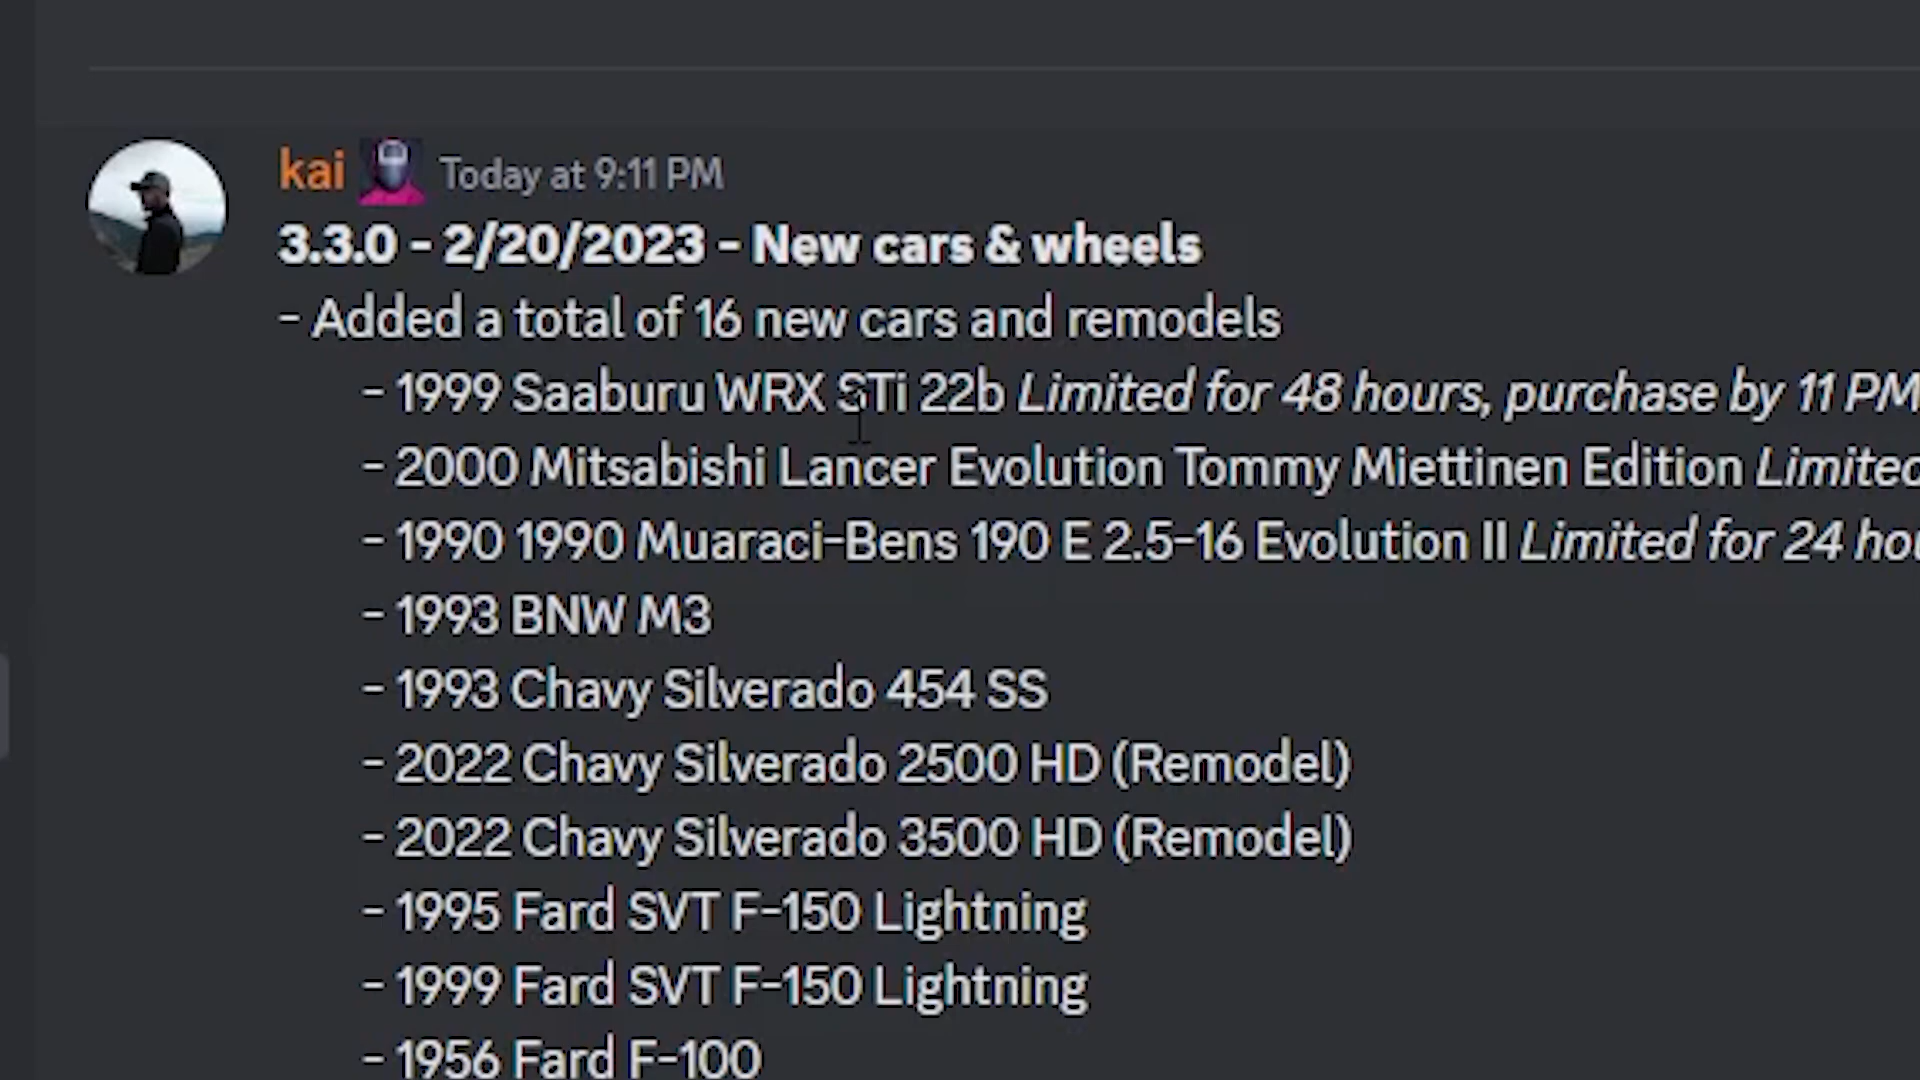 kai Today at 9:11 PM
3.3.0 - 2/20/2023 - New cars & wheels
- Added a total of 16 new cars and remodels
- 1999 Saaburu WRX STi 22b Limited for 48 hours, purchase by 11 PM
- 2000 Mitsabishi Lancer Evolution Tommy Miettinen Edition Limited
- 1990 1990 Muaraci-Bens 190 E 2.5-16 Evolution II Limited for 24 hou
- 1993 BNW M3
- 1993 Chavy Silverado 454 SS
- 2022 Chavy Silverado 2500 HD (Remodel)
- 2022 Chavy Silverado 3500 HD (Remodel)
- 1995 Fard SVT F-150 Lightning
- 1999 Fard SVT F-150 Lightning
- 1956 Fard F-100